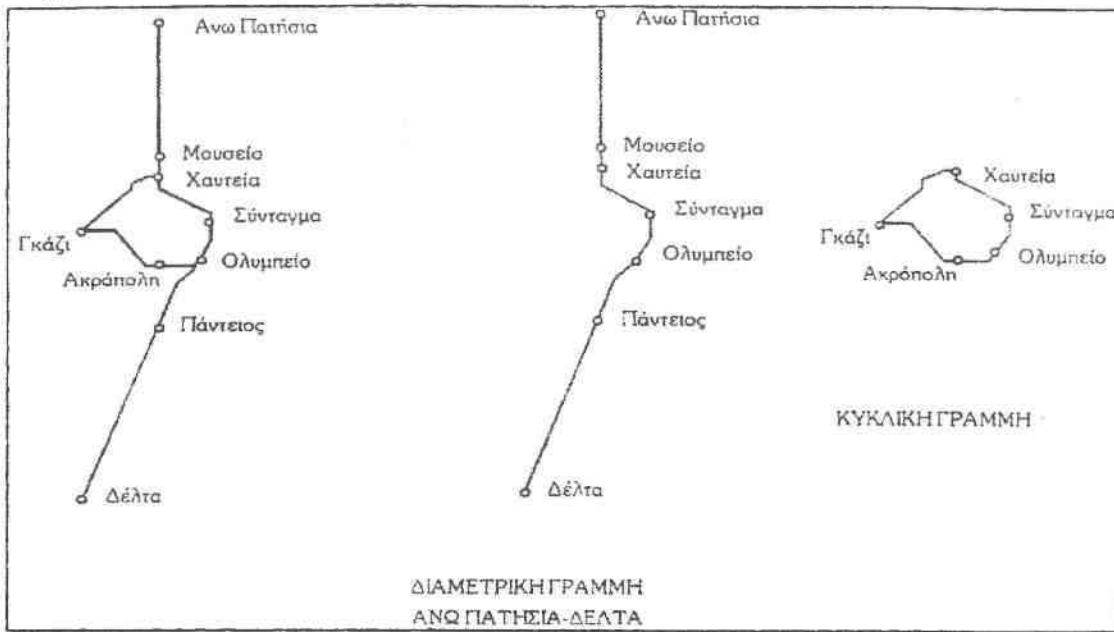 Ανω Πατήσια
Μουσείο
Χαυτεία
Σύνταγμα
Γκάζι
Ολυμπείο
Ακρόπολη
Πάντειος
Δέλτα
Ανω Πατήσια
Μουσείο
Χαυτεία
Σύνταγμα
Ολυμπείο
Πάντειος
Δέλτα
ΔΙΑΜΕΤΡΙΚΗ ΓΡΑΜΜΗ
ΑΝΩ ΠΑΤΗΣΙΑ-ΔΕΛΤΑ
Χαυτεία
Σύνταγμα
Γκάζι
Ολυμπείο
Ακρόπολη
ΚΥΚΛΙΚΗ ΓΡΑΜΜΗ